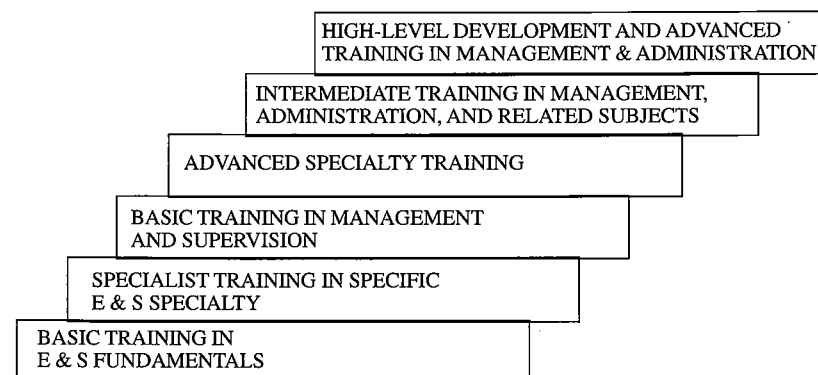 HIGH-LEVEL DEVELOPMENT AND ADVANCED
TRAINING IN MANAGEMENT & ADMINISTRATION
INTERMEDIATE TRAINING IN MANAGEMENT,
ADMINISTRATION, AND RELATED SUBJECTS
ADVANCED SPECIALTY TRAINING
BASIC TRAINING IN MANAGEMENT
AND SUPERVISION
SPECIALIST TRAINING IN SPECIFIC
E & S SPECIALTY
BASIC TRAINING IN
E & S FUNDAMENTALS